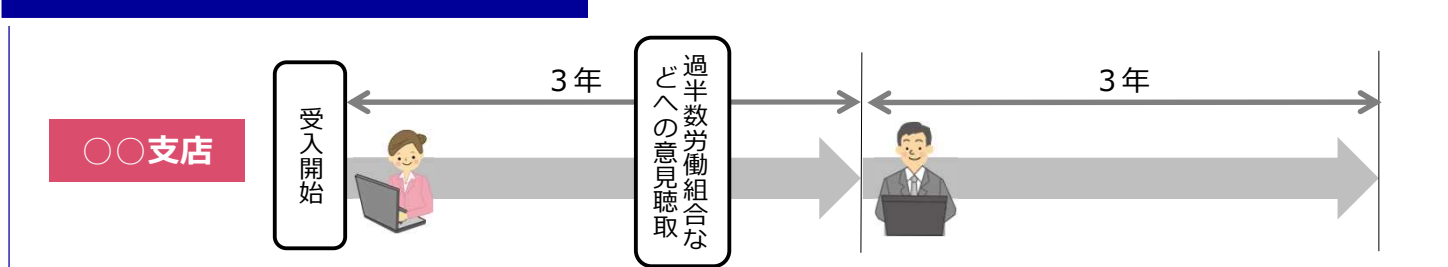 ○○支店
受入開始
3年
過半数労働組合な
どへの意見聴取
3年